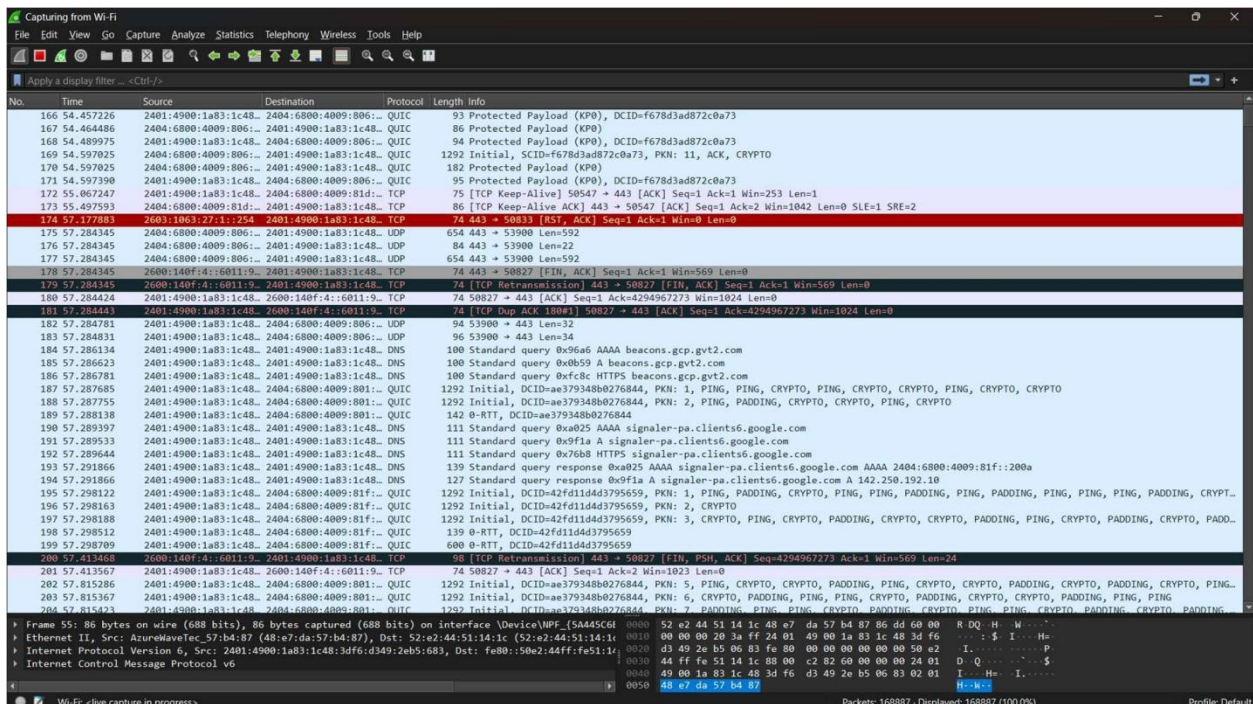 Capturing from Wi-Fi
File Edit View Go Capture Analyze Statistics Telephony Wireless Tools Help
Apply a display filter ... <Ctrl-/>
No. Time Source Destination Protocol Length Info
166 54.457226 2401:4900:1a83:1c48… 2404:6800:4009:806:… QUIC 93 Protected Payload (KP0), DCID=f678d3ad872c0a73
167 54.464486 2404:6800:4009:806:… 2401:4900:1a83:1c48… QUIC 86 Protected Payload (KP0)
168 54.489975 2401:4900:1a83:1c48… 2404:6800:4009:806:… QUIC 94 Protected Payload (KP0), DCID=f678d3ad872c0a73
169 54.597025 2404:6800:4009:806:… 2401:4900:1a83:1c48… QUIC 1292 Initial, SCID=f678d3ad872c0a73, PKN: 11, ACK, CRYPTO
170 54.597025 2404:6800:4009:806:… 2401:4900:1a83:1c48… QUIC 182 Protected Payload (KP0)
171 54.597390 2401:4900:1a83:1c48… 2404:6800:4009:806:… QUIC 95 Protected Payload (KP0), DCID=f678d3ad872c0a73
172 55.067247 2401:4900:1a83:1c48… 2404:6800:4009:81d:… TCP 75 [TCP Keep-Alive] 50547 → 443 [ACK] Seq=1 Ack=1 Win=253 Len=1
173 55.497593 2404:6800:4009:81d:… 2401:4900:1a83:1c48… TCP 86 [TCP Keep-Alive ACK] 443 → 50547 [ACK] Seq=1 Ack=2 Win=1042 Len=0 SLE=1 SRE=2
174 57.177883 2603:1063:27:1::254 2401:4900:1a83:1c48… TCP 74 443 → 50833 [RST, ACK] Seq=1 Ack=1 Win=0 Len=0
175 57.284345 2404:6800:4009:806:… 2401:4900:1a83:1c48… UDP 654 443 → 53900 Len=592
176 57.284345 2404:6800:4009:806:… 2401:4900:1a83:1c48… UDP 84 443 → 53900 Len=22
177 57.284345 2404:6800:4009:806:… 2401:4900:1a83:1c48… UDP 654 443 → 53900 Len=592
178 57.284345 2600:140f:4::6011:9… 2401:4900:1a83:1c48… TCP 74 443 → 50827 [FIN, ACK] Seq=1 Ack=1 Win=569 Len=0
179 57.284345 2600:140f:4::6011:9… 2401:4900:1a83:1c48… TCP 74 [TCP Retransmission] 443 → 50827 [FIN, ACK] Seq=1 Ack=1 Win=569 Len=0
180 57.284424 2401:4900:1a83:1c48… 2600:140f:4::6011:9… TCP 74 50827 → 443 [ACK] Seq=1 Ack=4294967273 Win=1024 Len=0
181 57.284443 2401:4900:1a83:1c48… 2600:140f:4::6011:9… TCP 74 [TCP Dup ACK 180#1] 50827 → 443 [ACK] Seq=1 Ack=4294967273 Win=1024 Len=0
182 57.284781 2401:4900:1a83:1c48… 2404:6800:4009:806:… UDP 94 53900 → 443 Len=32
183 57.284831 2401:4900:1a83:1c48… 2404:6800:4009:806:… UDP 96 53900 → 443 Len=34
184 57.286134 2401:4900:1a83:1c48… 2401:4900:1a83:1c48… DNS 100 Standard query 0x96a6 AAAA beacons.gcp.gvt2.com
185 57.286623 2401:4900:1a83:1c48… 2401:4900:1a83:1c48… DNS 100 Standard query 0x0b59 A beacons.gcp.gvt2.com
186 57.286781 2401:4900:1a83:1c48… 2401:4900:1a83:1c48… DNS 100 Standard query 0xfc8c HTTPS beacons.gcp.gvt2.com
187 57.287685 2401:4900:1a83:1c48… 2404:6800:4009:801:… QUIC 1292 Initial, DCID=ae379348b0276844, PKN: 1, PING, PING, CRYPTO, PING, CRYPTO, CRYPTO, PING, CRYPTO, CRYPTO
188 57.287755 2401:4900:1a83:1c48… 2404:6800:4009:801:… QUIC 1292 Initial, DCID=ae379348b0276844, PKN: 2, PING, PADDING, CRYPTO, CRYPTO, PING, CRYPTO
189 57.288138 2401:4900:1a83:1c48… 2404:6800:4009:801:… QUIC 142 0-RTT, DCID=ae379348b0276844
190 57.289397 2401:4900:1a83:1c48… 2401:4900:1a83:1c48… DNS 111 Standard query 0xa025 AAAA signaler-pa.clients6.google.com
191 57.289533 2401:4900:1a83:1c48… 2401:4900:1a83:1c48… DNS 111 Standard query 0x9f1a A signaler-pa.clients6.google.com
192 57.289644 2401:4900:1a83:1c48… 2401:4900:1a83:1c48… DNS 111 Standard query 0x76b8 HTTPS signaler-pa.clients6.google.com
193 57.291866 2401:4900:1a83:1c48… 2401:4900:1a83:1c48… DNS 139 Standard query response 0xa025 AAAA signaler-pa.clients6.google.com AAAA 2404:6800:4009:81f::200a
194 57.291866 2401:4900:1a83:1c48… 2401:4900:1a83:1c48… DNS 127 Standard query response 0x9f1a A signaler-pa.clients6.google.com A 142.250.192.10
195 57.298122 2401:4900:1a83:1c48… 2404:6800:4009:81f:… QUIC 1292 Initial, DCID=42fd11d4d3795659, PKN: 1, PING, PADDING, CRYPTO, PING, PING, PADDING, PING, PADDING, PING, PING, PING, PADDING, CRYPT…
196 57.298163 2401:4900:1a83:1c48… 2404:6800:4009:81f:… QUIC 1292 Initial, DCID=42fd11d4d3795659, PKN: 2, CRYPTO
197 57.298188 2401:4900:1a83:1c48… 2404:6800:4009:81f:… QUIC 1292 Initial, DCID=42fd11d4d3795659, PKN: 3, CRYPTO, PING, CRYPTO, PADDING, CRYPTO, CRYPTO, PADDING, PING, CRYPTO, PADDING, CRYPTO, PADD…
198 57.298512 2401:4900:1a83:1c48… 2404:6800:4009:81f:… QUIC 139 0-RTT, DCID=42fd11d4d3795659
199 57.298709 2401:4900:1a83:1c48… 2404:6800:4009:81f:… QUIC 600 0-RTT, DCID=42fd11d4d3795659
200 57.413468 2600:140f:4::6011:9… 2401:4900:1a83:1c48… TCP 98 [TCP Retransmission] 443 → 50827 [FIN, PSH, ACK] Seq=4294967273 Ack=1 Win=569 Len=24
201 57.413567 2401:4900:1a83:1c48… 2600:140f:4::6011:9… TCP 74 50827 → 443 [ACK] Seq=1 Ack=2 Win=1023 Len=0
202 57.815286 2401:4900:1a83:1c48… 2404:6800:4009:801:… QUIC 1292 Initial, DCID=ae379348b0276844, PKN: 5, PING, CRYPTO, CRYPTO, PADDING, PING, CRYPTO, CRYPTO, PADDING, CRYPTO, PADDING, CRYPTO, PING…
203 57.815367 2401:4900:1a83:1c48… 2404:6800:4009:801:… QUIC 1292 Initial, DCID=ae379348b0276844, PKN: 6, CRYPTO, PADDING, PING, PING, CRYPTO, CRYPTO, PADDING, PING, PING
204 57.815423 2401:4900:1a83:1c48… 2404:6800:4009:801:… QUIC 1292 Initial, DCID=ae379348b0276844, PKN: 7, PADDING, PING, PING, CRYPTO, PING, CRYPTO, CRYPTO, PADDING, CRYPTO, PADDING…
Frame 55: 86 bytes on wire (688 bits), 86 bytes captured (688 bits) on interface \Device\NPF_{5A445C6E
Ethernet II, Src: AzureWaveTec_57:b4:87 (48:e7:da:57:b4:87), Dst: 52:e2:44:51:14:1c (52:e2:44:51:14:1c
Internet Protocol Version 6, Src: 2401:4900:1a83:1c48:3df6:d349:2eb5:683, Dst: fe80::50e2:44ff:fe51:14
Internet Control Message Protocol v6
0000 52 e2 44 51 14 1c 48 e7 da 57 b4 87 86 dd 60 00 R·DQ··H· ·W····`·
0010 00 00 00 20 3a ff 24 01 49 00 1a 83 1c 48 3d f6 ··· :·$· I····H=·
0020 d3 49 2e b5 06 83 fe 80 00 00 00 00 00 00 50 e2 ·I.····· ······P·
0030 44 ff fe 51 14 1c 88 00 c2 82 60 00 00 00 24 01 D··Q···· ··`···$·
0040 49 00 1a 83 1c 48 3d f6 d3 49 2e b5 06 83 02 01 I····H=· ·I.·····
0050 48 e7 da 57 b4 87 H··W··
Wi-Fi: <live capture in progress>
Packets: 168887 · Displayed: 168887 (100.0%)
Profile: Default